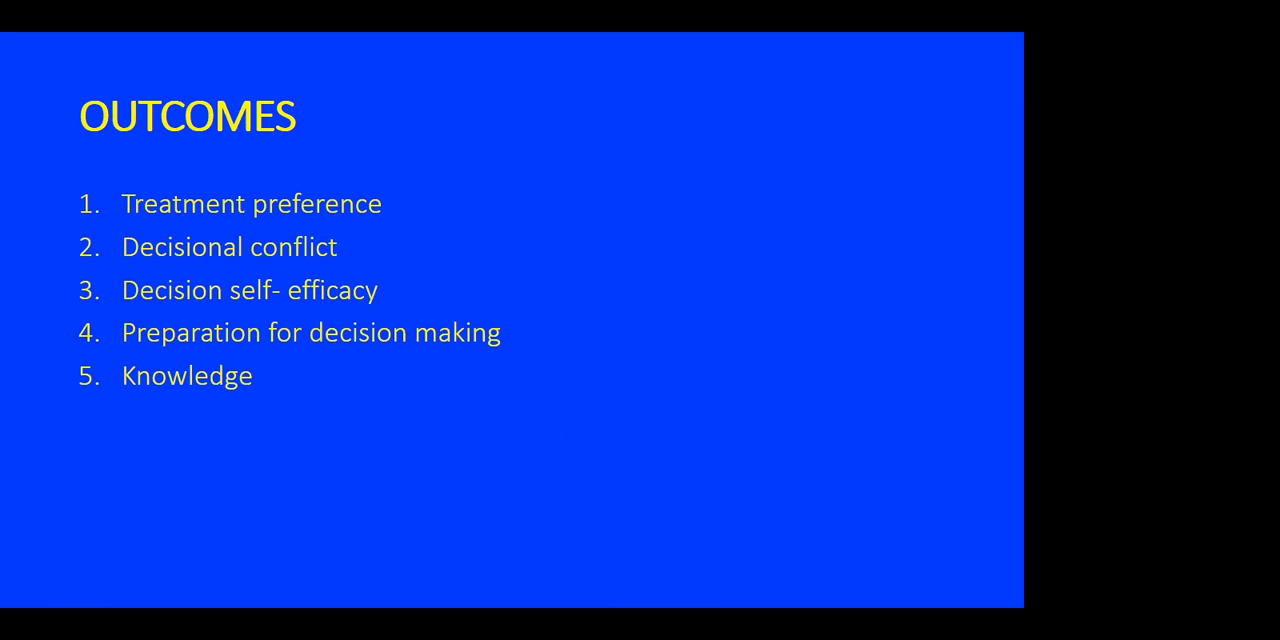 OUTCOMES
1. Treatment preference
2. Decisional conflict
3. Decision self- efficacy
4. Preparation for decision making
5. Knowledge